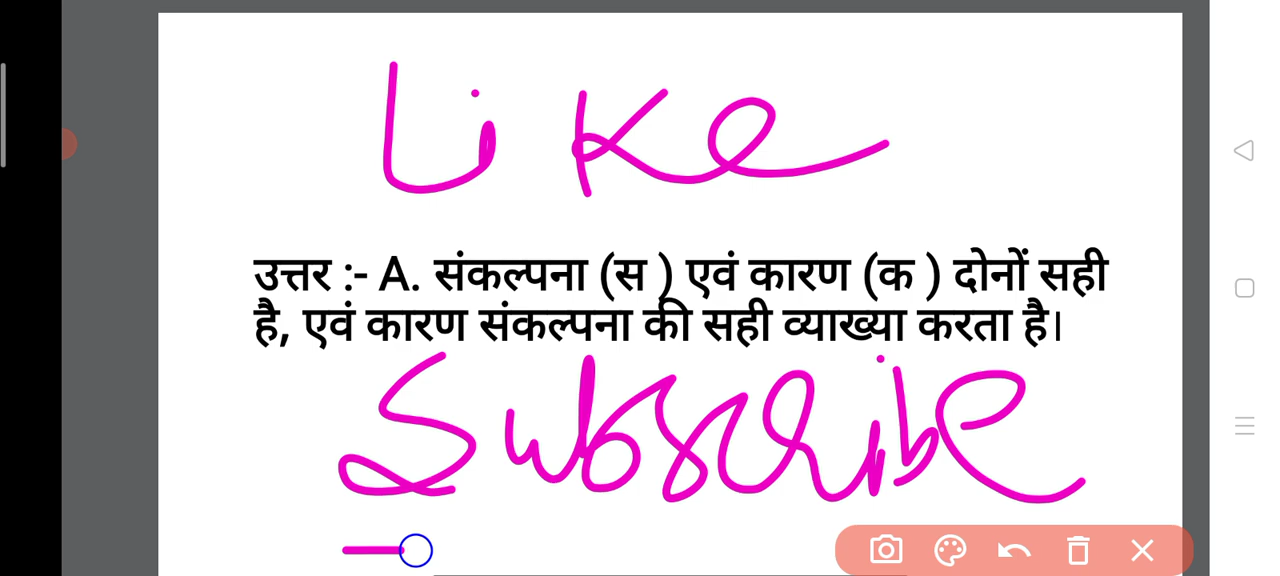 Like
उत्तर :- A. संकल्पना (स ) एवं कारण (क ) दोनों सही
है, एवं कारण संकल्पना की सही व्याख्या करता है।
Subscribe